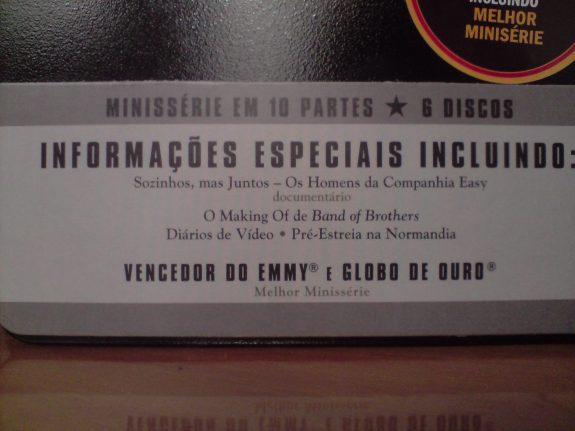 INCLUINDO
MELHOR
MINISÉRIE
MINISSÉRIE EM 10 PARTES ★ 6 DISCOS
INFORMAÇÕES ESPECIAIS INCLUINDO:
Sozinhos, mas Juntos – Os Homens da Companhia Easy
documentário
O Making Of de Band of Brothers
Diários de Vídeo • Pré-Estreia na Normandia
VENCEDOR DO EMMY® E GLOBO DE OURO®
Melhor Minissérie